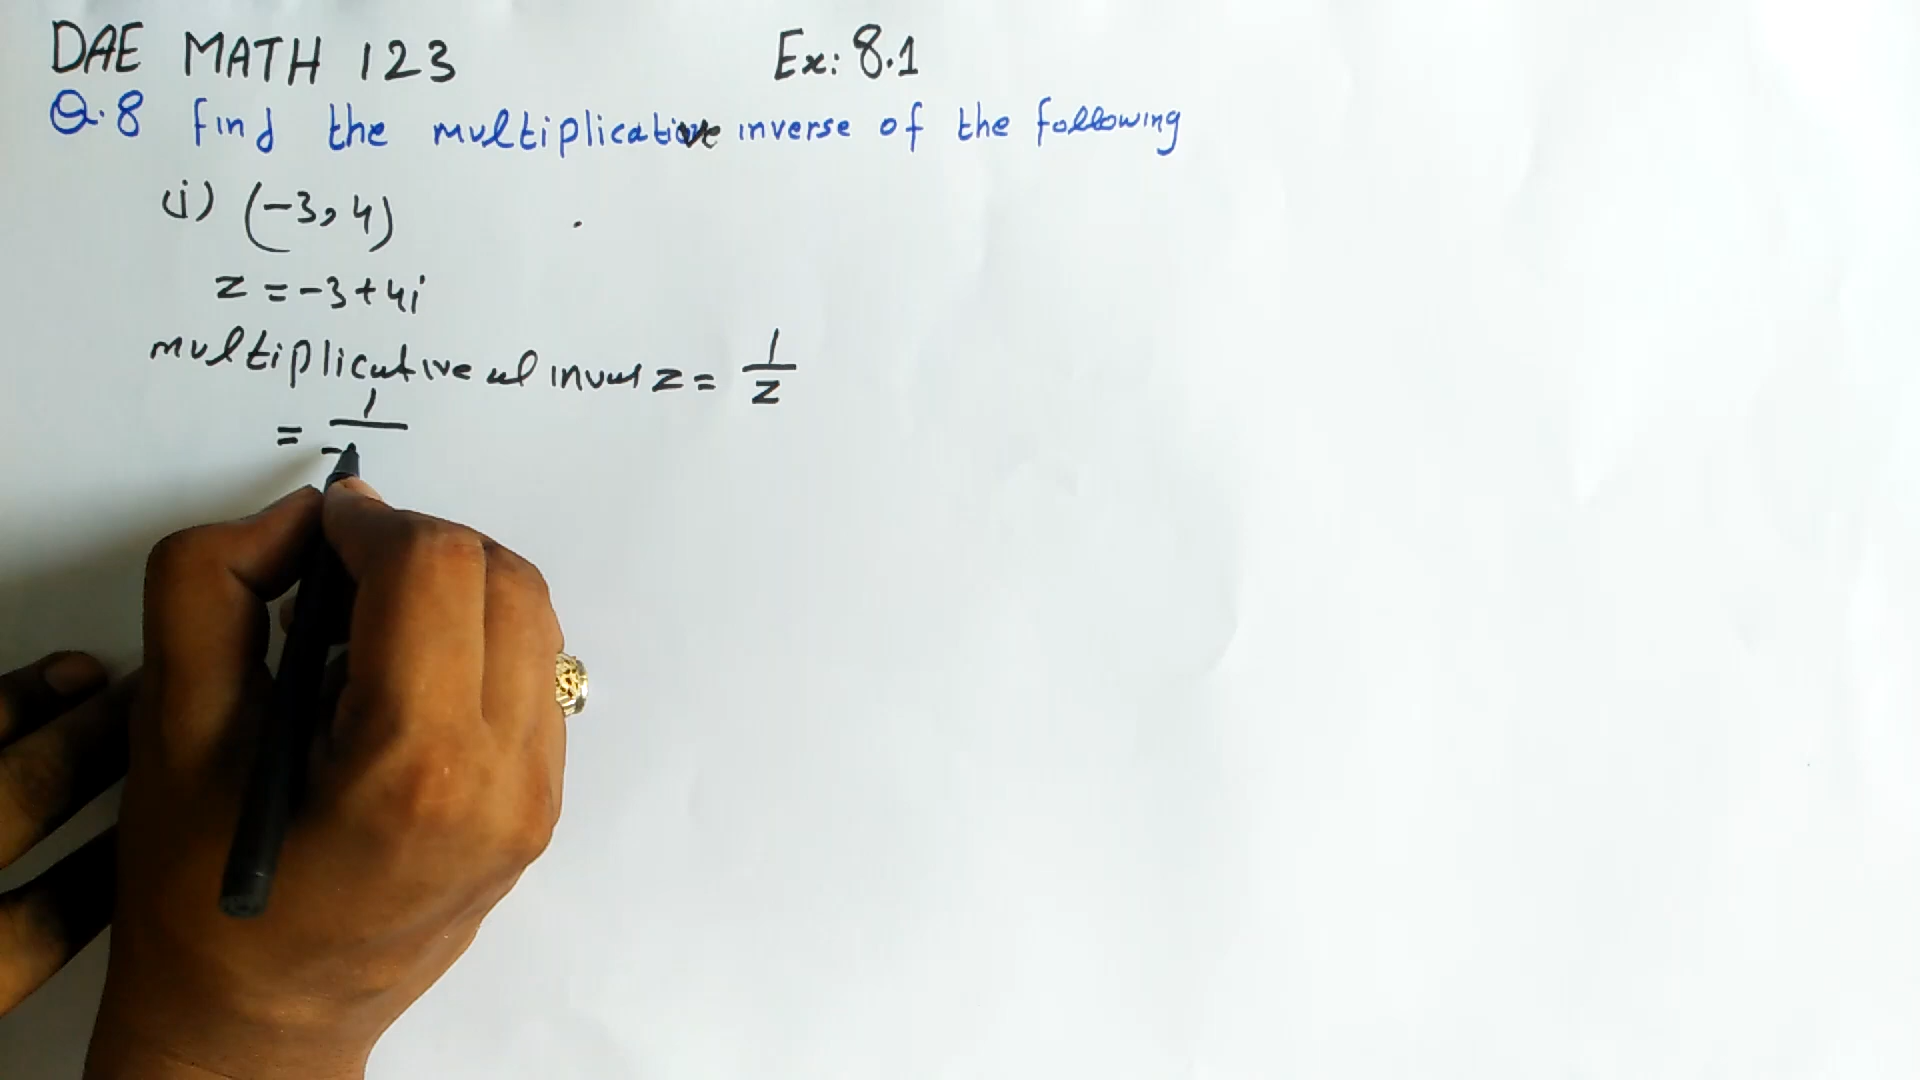 DAE MATH 123 Ex: 8.1
Q.8 Find the multiplicative inverse of the following
(i) (-3, 4)
z = -3+4i
multiplicative z = 1/z
= 1/-